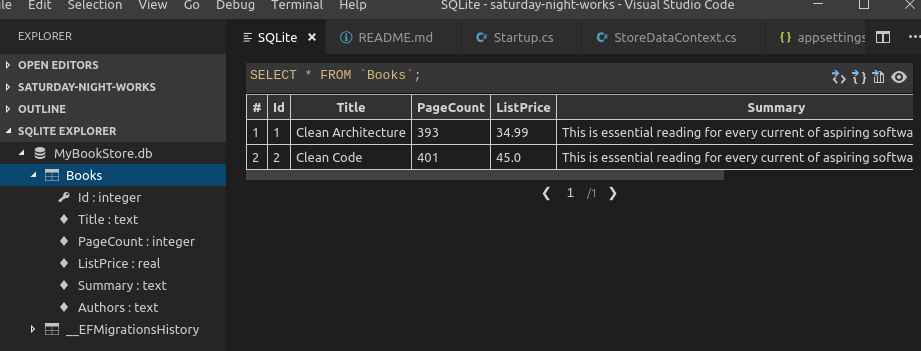 le Edit Selection View Go Debug Terminal Help SQLite - saturday-night-works - Visual Studio Code
EXPLORER
OPEN EDITORS
SATURDAY-NIGHT-WORKS
OUTLINE
SQLITE EXPLORER
MyBookStore.db
Books
Id : integer
Title : text
PageCount : integer
ListPrice : real
Summary : text
Authors : text
__EFMigrationsHistory
SQLite README.md Startup.cs StoreDataContext.cs {} appsettings
SELECT * FROM `Books`;
# Id Title PageCount ListPrice Summary
1 1 Clean Architecture 393 34.99 This is essential reading for every current of aspiring softwa
2 2 Clean Code 401 45.0 This is essential reading for every current of aspiring softwa
1 /1